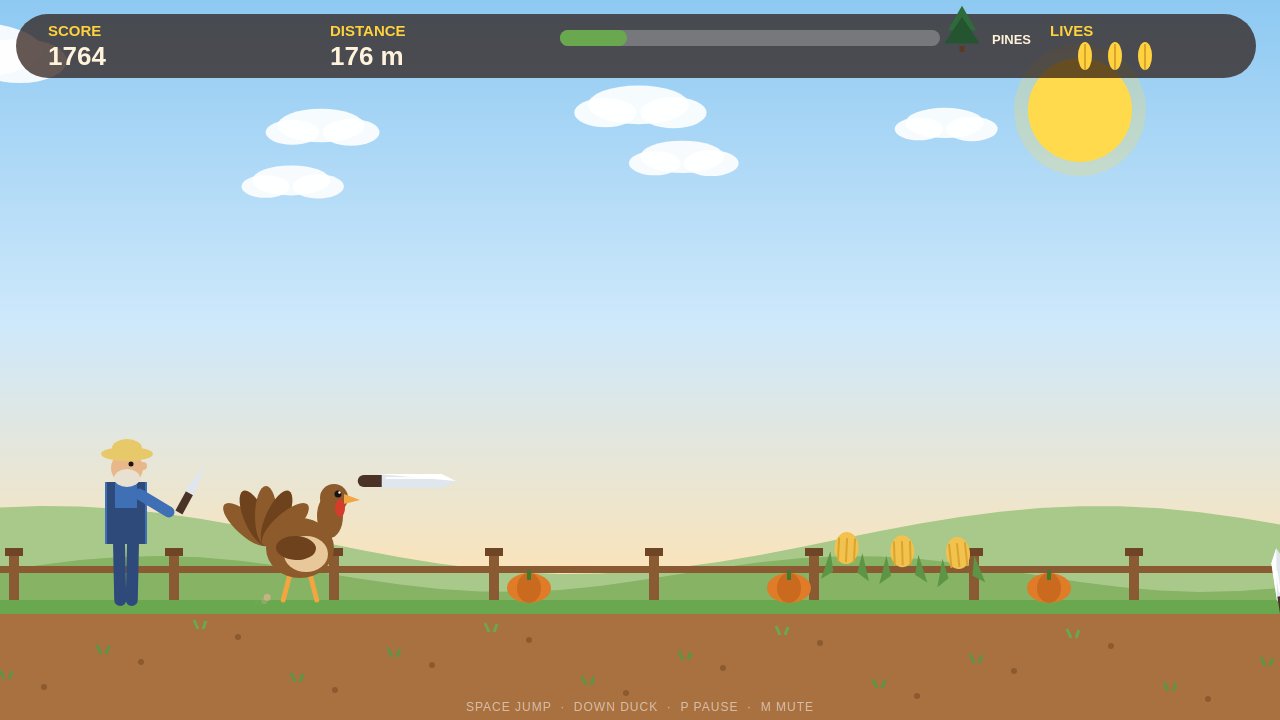 SCORE
1764
DISTANCE
176 m
PINES
LIVES
SPACE JUMP · DOWN DUCK · P PAUSE · M MUTE